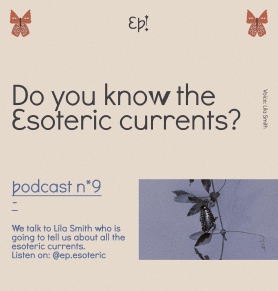 Ep!
Do you know the
Esoteric currents?
Voice: Lila Smith
podcast n°9
We talk to Lila Smith who is
going to tell us about all the
esoteric currents.
Listen on: @ep.esoteric